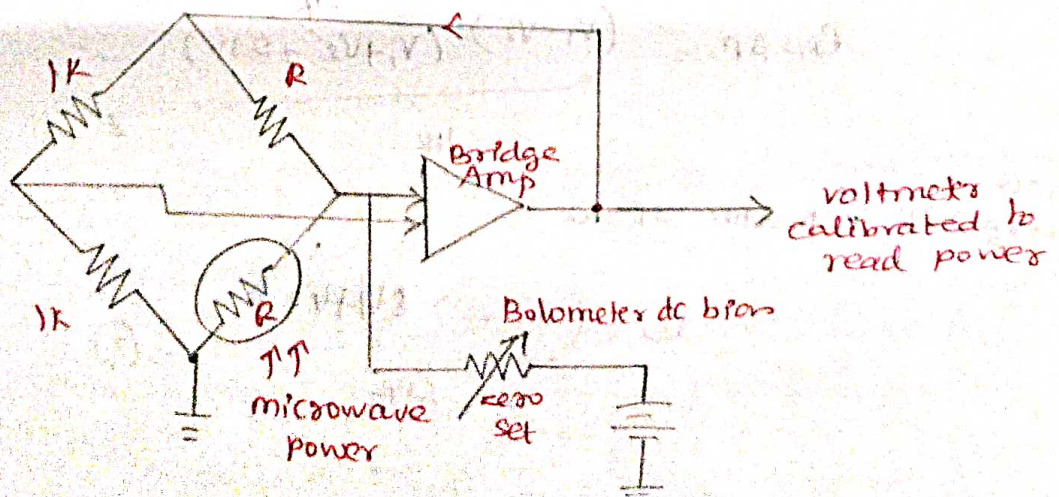 1K
R
Bridge
Amp
voltmeter
calibrated to
read power
1K
R
Bolometer dc bias
microwave
power
zero
set